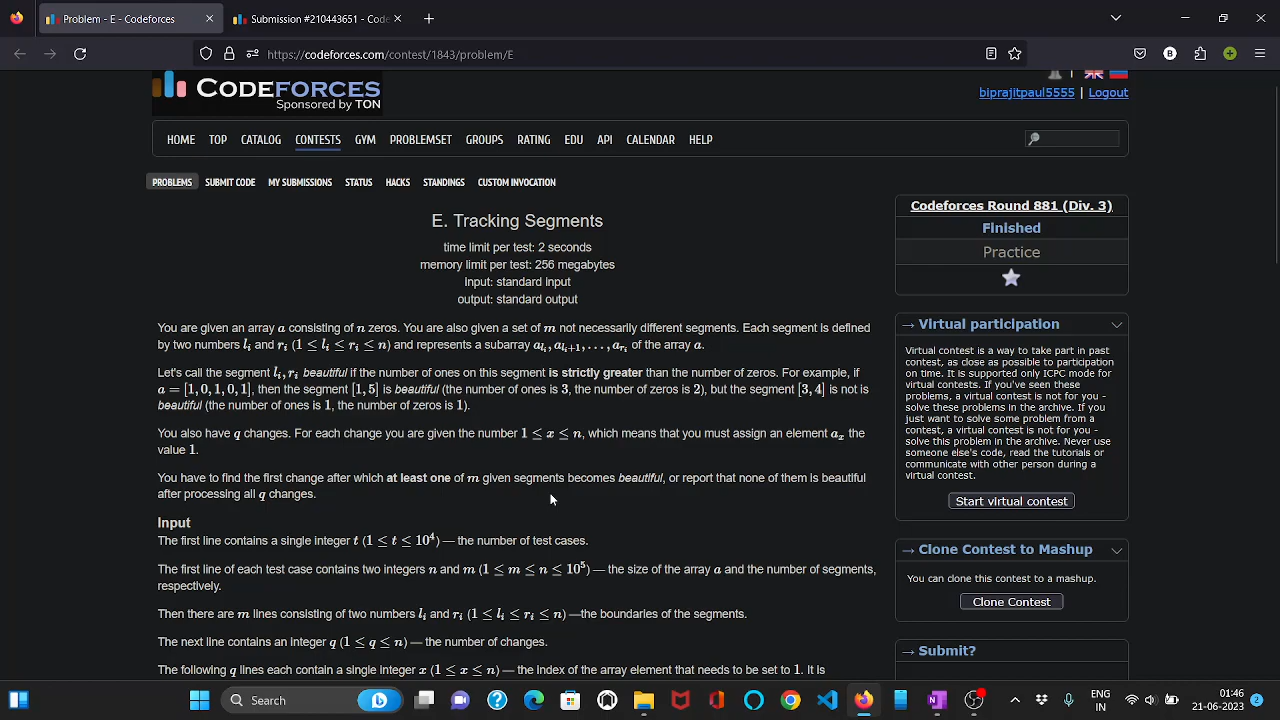 Problem - E - Codeforces
Submission #210443651 - Code
https://codeforces.com/contest/1843/problem/E
CODEFORCES
Sponsored by TON
biprajitpaul5555 | Logout
HOME TOP CATALOG CONTESTS GYM PROBLEMSET GROUPS RATING EDU API CALENDAR HELP
PROBLEMS SUBMIT CODE MY SUBMISSIONS STATUS HACKS STANDINGS CUSTOM INVOCATION
E. Tracking Segments
time limit per test: 2 seconds
memory limit per test: 256 megabytes
input: standard input
output: standard output
You are given an array a consisting of n zeros. You are also given a set of m not necessarily different segments. Each segment is defined
by two numbers l_i and r_i (1 ≤ l_i ≤ r_i ≤ n) and represents a subarray a_{l_i}, a_{l_i+1}, . . . , a_{r_i} of the array a.
Let's call the segment l_i, r_i beautiful if the number of ones on this segment is strictly greater than the number of zeros. For example, if
a = [1, 0, 1, 0, 1], then the segment [1, 5] is beautiful (the number of ones is 3, the number of zeros is 2), but the segment [3, 4] is not is
beautiful (the number of ones is 1, the number of zeros is 1).
You also have q changes. For each change you are given the number 1 ≤ x ≤ n, which means that you must assign an element a_x the
value 1.
You have to find the first change after which at least one of m given segments becomes beautiful, or report that none of them is beautiful
after processing all q changes.
Input
The first line contains a single integer t (1 ≤ t ≤ 10^4) — the number of test cases.
The first line of each test case contains two integers n and m (1 ≤ m ≤ n ≤ 10^5) — the size of the array a and the number of segments,
respectively.
Then there are m lines consisting of two numbers l_i and r_i (1 ≤ l_i ≤ r_i ≤ n) —the boundaries of the segments.
The next line contains an integer q (1 ≤ q ≤ n) — the number of changes.
The following q lines each contain a single integer x (1 ≤ x ≤ n) — the index of the array element that needs to be set to 1. It is
Codeforces Round 881 (Div. 3)
Finished
Practice
→ Virtual participation
Virtual contest is a way to take part in past
contest, as close as possible to participation
on time. It is supported only ICPC mode for
virtual contests. If you've seen these
problems, a virtual contest is not for you -
solve these problems in the archive. If you
just want to solve some problem from a
contest, a virtual contest is not for you -
solve this problem in the archive. Never use
someone else's code, read the tutorials or
communicate with other person during a
virtual contest.
Start virtual contest
→ Clone Contest to Mashup
You can clone this contest to a mashup.
Clone Contest
→ Submit?
Search
ENG
IN
01:46
21-06-2023
2